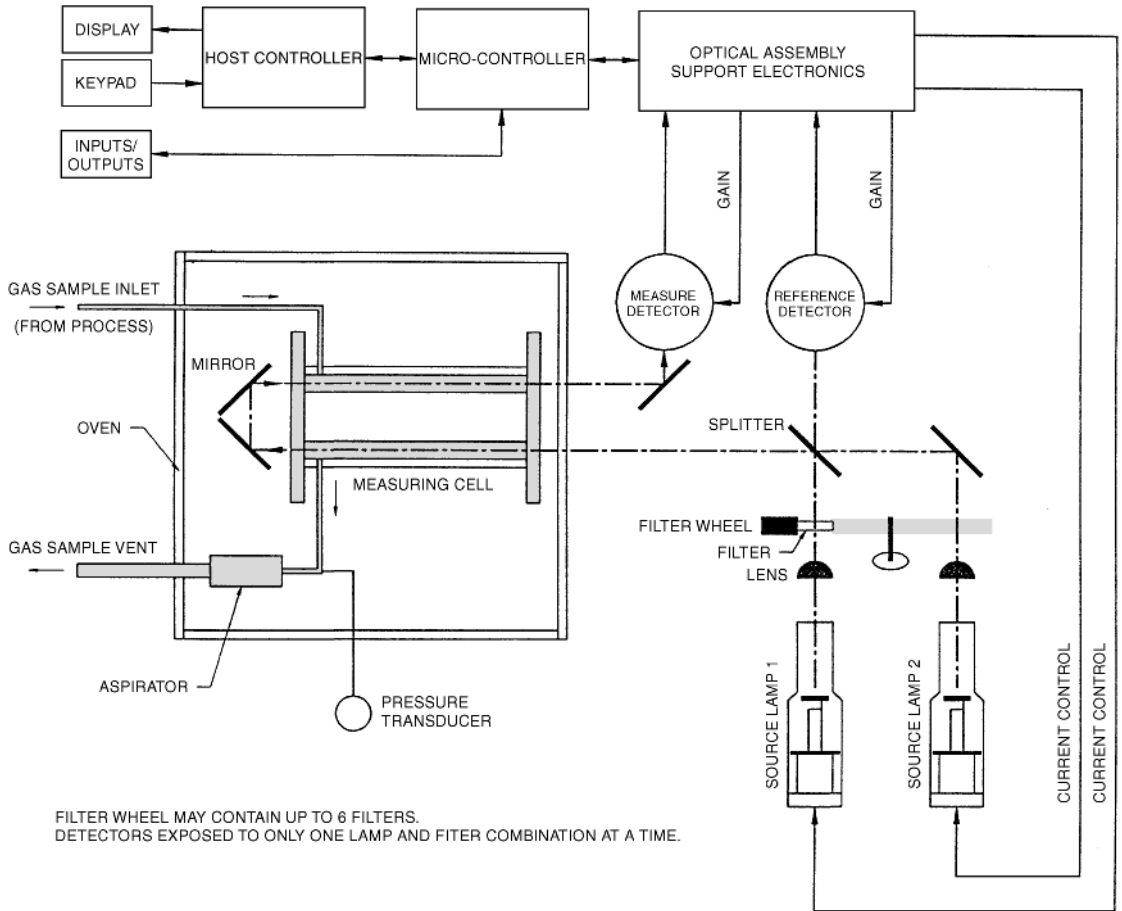 DISPLAY
KEYPAD
HOST CONTROLLER
MICRO-CONTROLLER
OPTICAL ASSEMBLY
SUPPORT ELECTRONICS
INPUTS/
OUTPUTS
GAIN
GAIN
MEASURE
DETECTOR
REFERENCE
DETECTOR
GAS SAMPLE INLET
(FROM PROCESS)
MIRROR
OVEN
MEASURING CELL
SPLITTER
FILTER WHEEL
FILTER
LENS
GAS SAMPLE VENT
ASPIRATOR
PRESSURE
TRANSDUCER
SOURCE LAMP 1
SOURCE LAMP 2
CURRENT CONTROL
CURRENT CONTROL
FILTER WHEEL MAY CONTAIN UP TO 6 FILTERS.
DETECTORS EXPOSED TO ONLY ONE LAMP AND FITER COMBINATION AT A TIME.